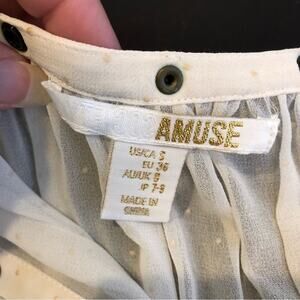 AMUSE
US/CA S
EU 36
AU/UK 8
JP 7-9
MADE IN
CHINA